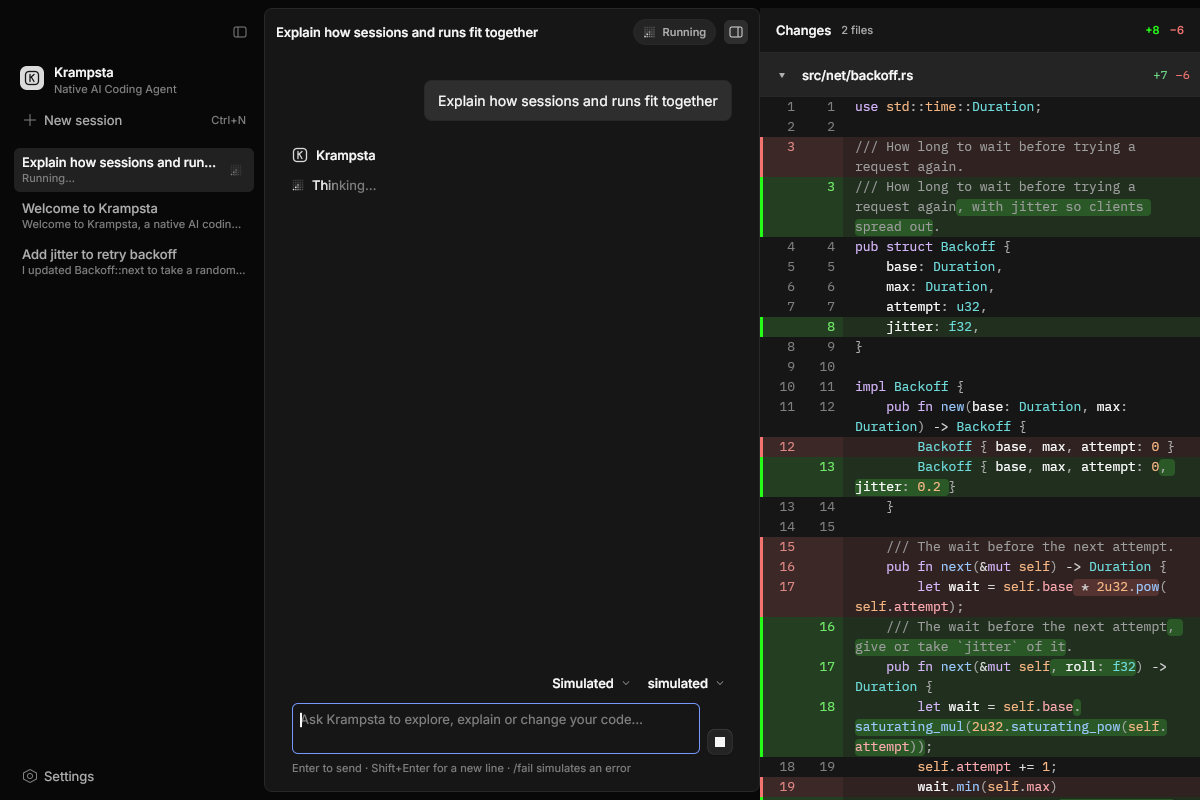 Krampsta
Native AI Coding Agent
New session Ctrl+N
Explain how sessions and run...
Running...
Welcome to Krampsta
Welcome to Krampsta, a native AI codin...
Add jitter to retry backoff
I updated Backoff::next to take a random...
Settings
Explain how sessions and runs fit together
Running
Explain how sessions and runs fit together
Krampsta
Thinking...
Simulated simulated
Ask Krampsta to explore, explain or change your code...
Enter to send · Shift+Enter for a new line · /fail simulates an error
Changes 2 files +8 −6
src/net/backoff.rs +7 −6
1 1 use std::time::Duration;
2 2
3 /// How long to wait before trying a
request again.
3 /// How long to wait before trying a
request again, with jitter so clients
spread out.
4 4 pub struct Backoff {
5 5 base: Duration,
6 6 max: Duration,
7 7 attempt: u32,
8 jitter: f32,
8 9 }
9 10
10 11 impl Backoff {
11 12 pub fn new(base: Duration, max:
Duration) -> Backoff {
12 Backoff { base, max, attempt: 0 }
13 Backoff { base, max, attempt: 0,
jitter: 0.2 }
13 14 }
14 15
15 /// The wait before the next attempt.
16 pub fn next(&mut self) -> Duration {
17 let wait = self.base * 2u32.pow(
self.attempt);
16 /// The wait before the next attempt,
give or take `jitter` of it.
17 pub fn next(&mut self, roll: f32) ->
Duration {
18 let wait = self.base.
saturating_mul(2u32.saturating_pow(self.
attempt));
18 19 self.attempt += 1;
19 wait.min(self.max)